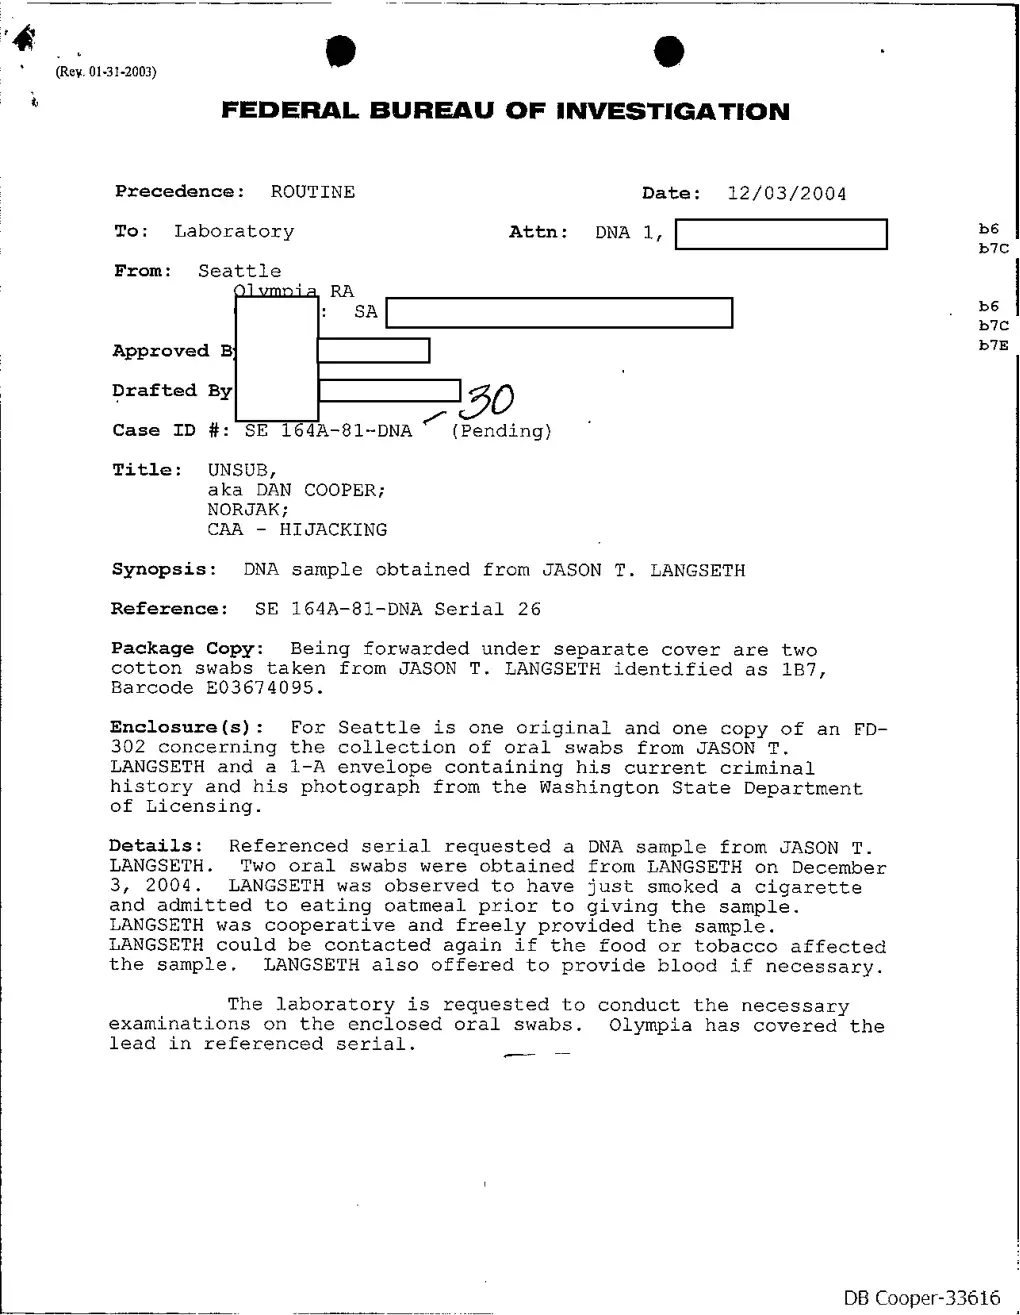 (Rev. 01-31-2003)
FEDERAL BUREAU OF INVESTIGATION
Precedence: ROUTINE Date: 12/03/2004
To: Laboratory Attn: DNA 1, b6
b7C
From: Seattle
Olympia RA
: SA b6
b7C
Approved By b7E
Drafted By
Case ID #: SE 164A-81-DNA - 30 (Pending)
Title: UNSUB,
aka DAN COOPER;
NORJAK;
CAA - HIJACKING
Synopsis: DNA sample obtained from JASON T. LANGSETH
Reference: SE 164A-81-DNA Serial 26
Package Copy: Being forwarded under separate cover are two
cotton swabs taken from JASON T. LANGSETH identified as 1B7,
Barcode E03674095.
Enclosure(s): For Seattle is one original and one copy of an FD-
302 concerning the collection of oral swabs from JASON T.
LANGSETH and a 1-A envelope containing his current criminal
history and his photograph from the Washington State Department
of Licensing.
Details: Referenced serial requested a DNA sample from JASON T.
LANGSETH. Two oral swabs were obtained from LANGSETH on December
3, 2004. LANGSETH was observed to have just smoked a cigarette
and admitted to eating oatmeal prior to giving the sample.
LANGSETH was cooperative and freely provided the sample.
LANGSETH could be contacted again if the food or tobacco affected
the sample. LANGSETH also offered to provide blood if necessary.
The laboratory is requested to conduct the necessary
examinations on the enclosed oral swabs. Olympia has covered the
lead in referenced serial.
DB Cooper-33616